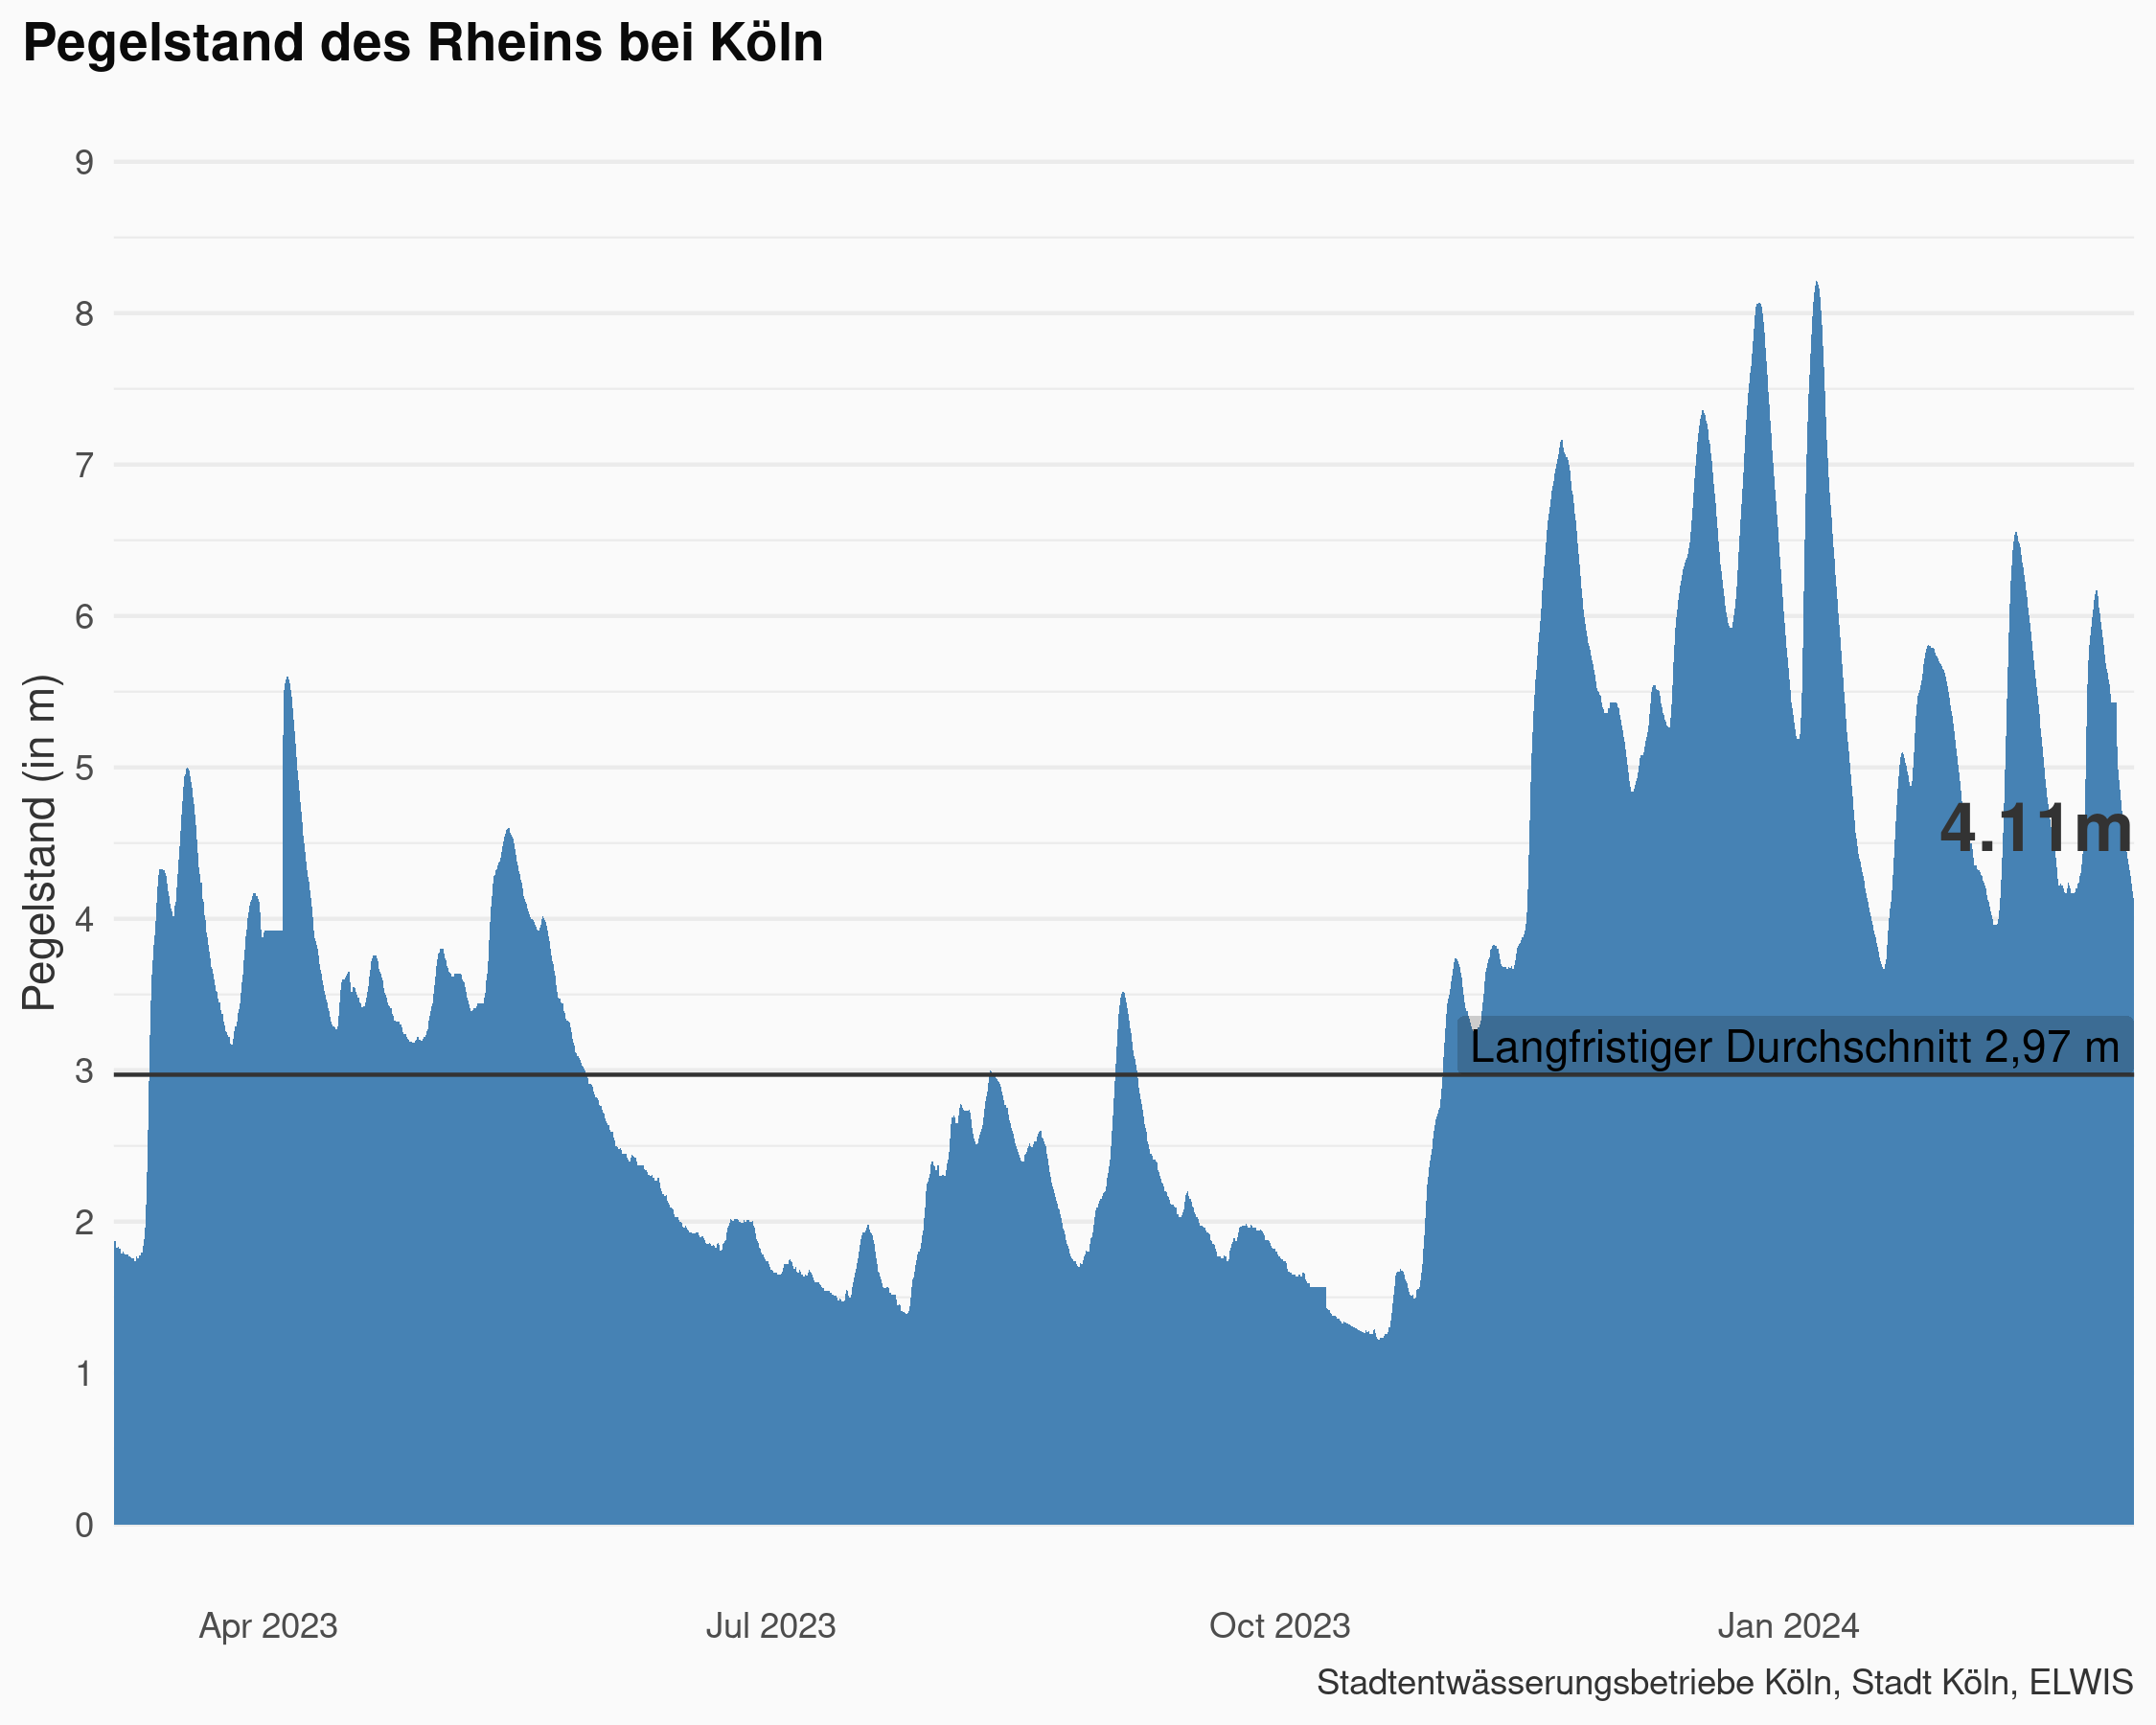 Pegelstand des Rheins bei Köln
Pegelstand (in m)
9
8
7
6
5
4
3
2
1
0
4.11m
Langfristiger Durchschnitt 2,97 m
Apr 2023
Jul 2023
Oct 2023
Jan 2024
Stadtentwässerungsbetriebe Köln, Stadt Köln, ELWIS